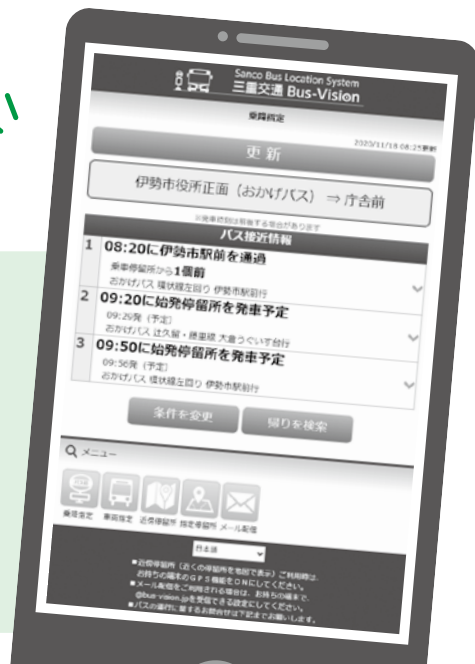 い
Sanco Bus Location System
三重交通 Bus-Vision
乗降指定
2020/11/18 08:25更新
更新
伊勢市役所正面（おかげバス） ⇒ 庁舎前
※発車時刻は前後する場合があります
バス接近情報
1 08:20に伊勢市駅前を通過
乗車停留所から1個前
おかげバス 環状線左回り 伊勢市駅前行
2 09:20に始発停留所を発車予定
09:29発（予定）
おかげバス 辻久留・藤里線 大倉うぐいす台行
3 09:50に始発停留所を発車予定
09:56発（予定）
おかげバス 環状線左回り 伊勢市駅前行
条件を変更 帰りを検索
メニュー
乗降指定 車両指定 近傍停留所 指定停留所 メール配信
日本語
■近傍停留所（近くの停留所を地図で表示）ご利用時は、
お持ちの端末のＧＰＳ機能をＯＮにしてください。
■メール配信をご利用される場合は、お持ちの端末で、
@bus-vision.jpを受信できる設定にしてください。
■バスの運行に関するお問合せは下記までお願いします。